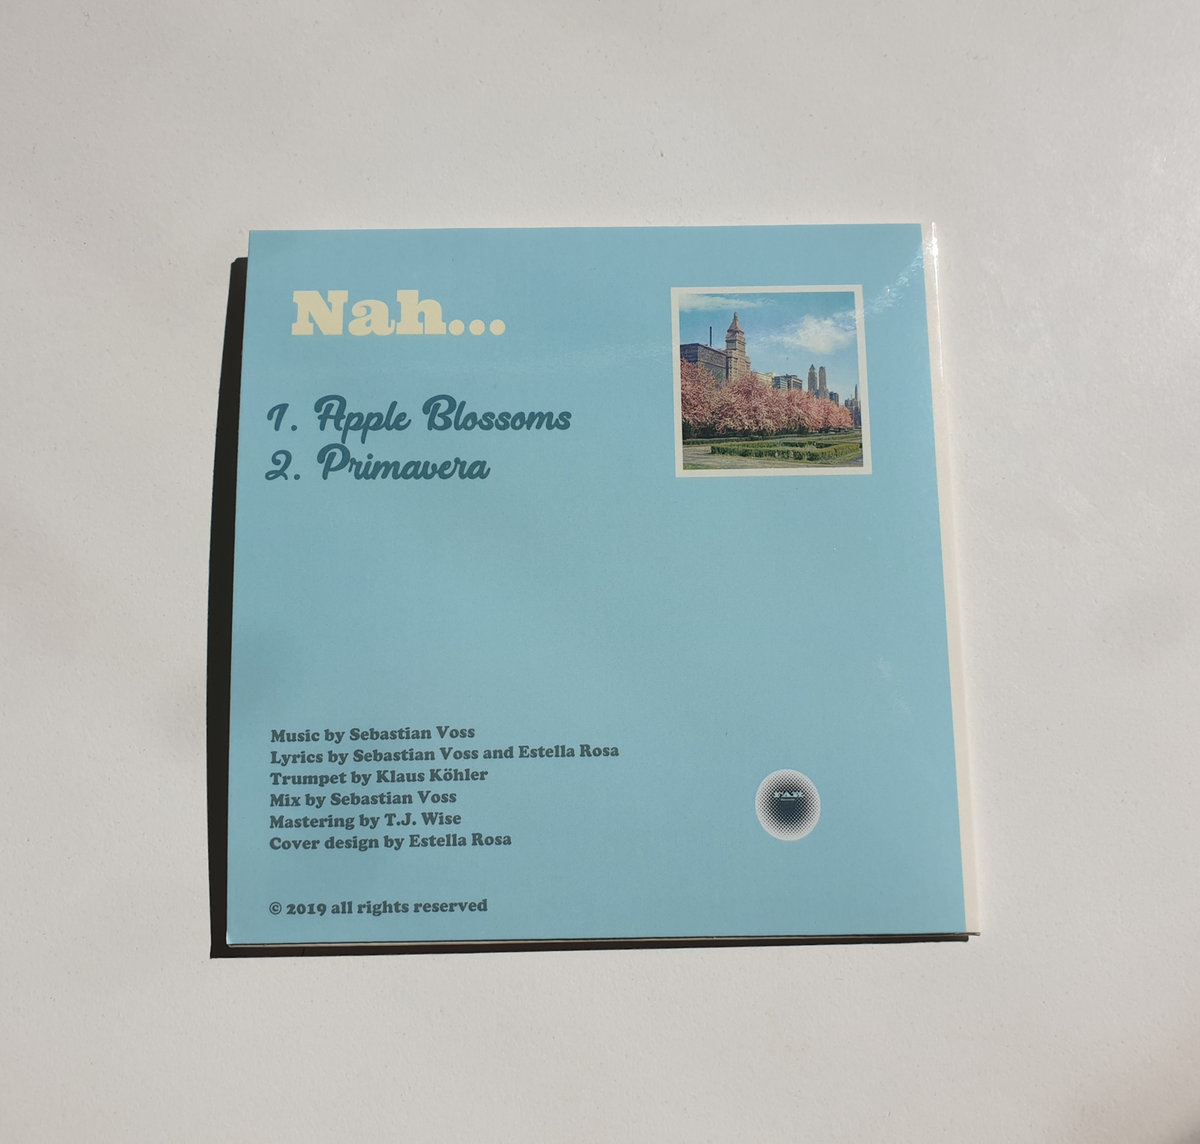 Nah...
1. Apple Blossoms
2. Primavera
Music by Sebastian Voss
Lyrics by Sebastian Voss and Estella Rosa
Trumpet by Klaus Köhler
Mix by Sebastian Voss
Mastering by T.J. Wise
Cover design by Estella Rosa
© 2019 all rights reserved